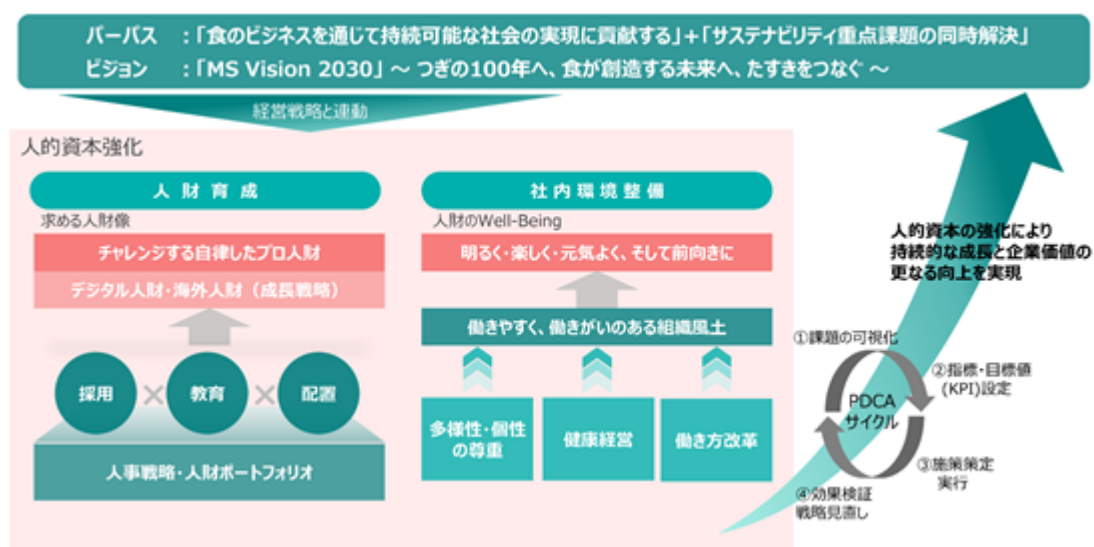 パーパス ：「食のビジネスを通じて持続可能な社会の実現に貢献する」+「サステナビリティ重点課題の同時解決」
ビジョン ：「MS Vision 2030」 ～ つぎの100年へ、食が創造する未来へ、たすきをつなぐ ～
経営戦略と連動
人的資本強化
人財育成
求める人財像
チャレンジする自律したプロ人財
デジタル人財・海外人財（成長戦略）
採用×教育×配置
人事戦略・人財ポートフォリオ
社内環境整備
人財のWell-Being
明るく・楽しく・元気よく、そして前向きに
働きやすく、働きがいのある組織風土
多様性・個性
の尊重
健康経営
働き方改革
人的資本の強化により
持続的な成長と企業価値の
更なる向上を実現
①課題の可視化
②指標・目標値
(KPI)設定
PDCA
サイクル
③施策策定
実行
④効果検証
戦略見直し